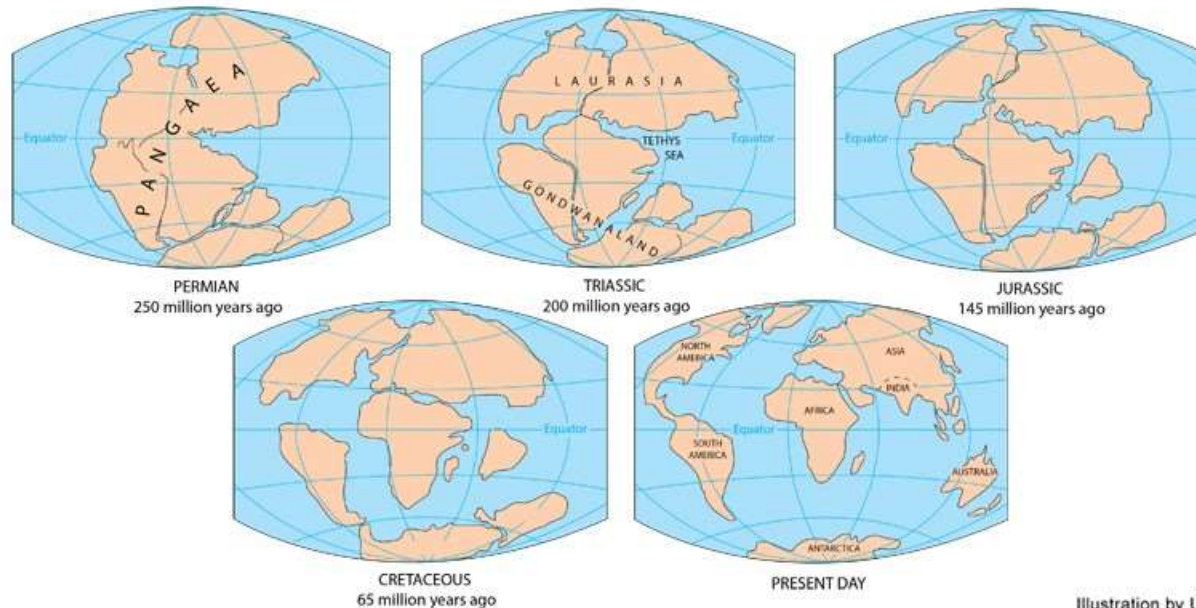 Equator
PANGAEA
PERMIAN
250 million years ago
LAURASIA
TETHYS
SEA
Equator
GONDWANALAND
TRIASSIC
200 million years ago
Equator
JURASSIC
145 million years ago
Equator
CRETACEOUS
65 million years ago
NORTH
AMERICA
ASIA
INDIA
AFRICA
Equator
SOUTH
AMERICA
AUSTRALIA
ANTARCTICA
PRESENT DAY
Illustration by